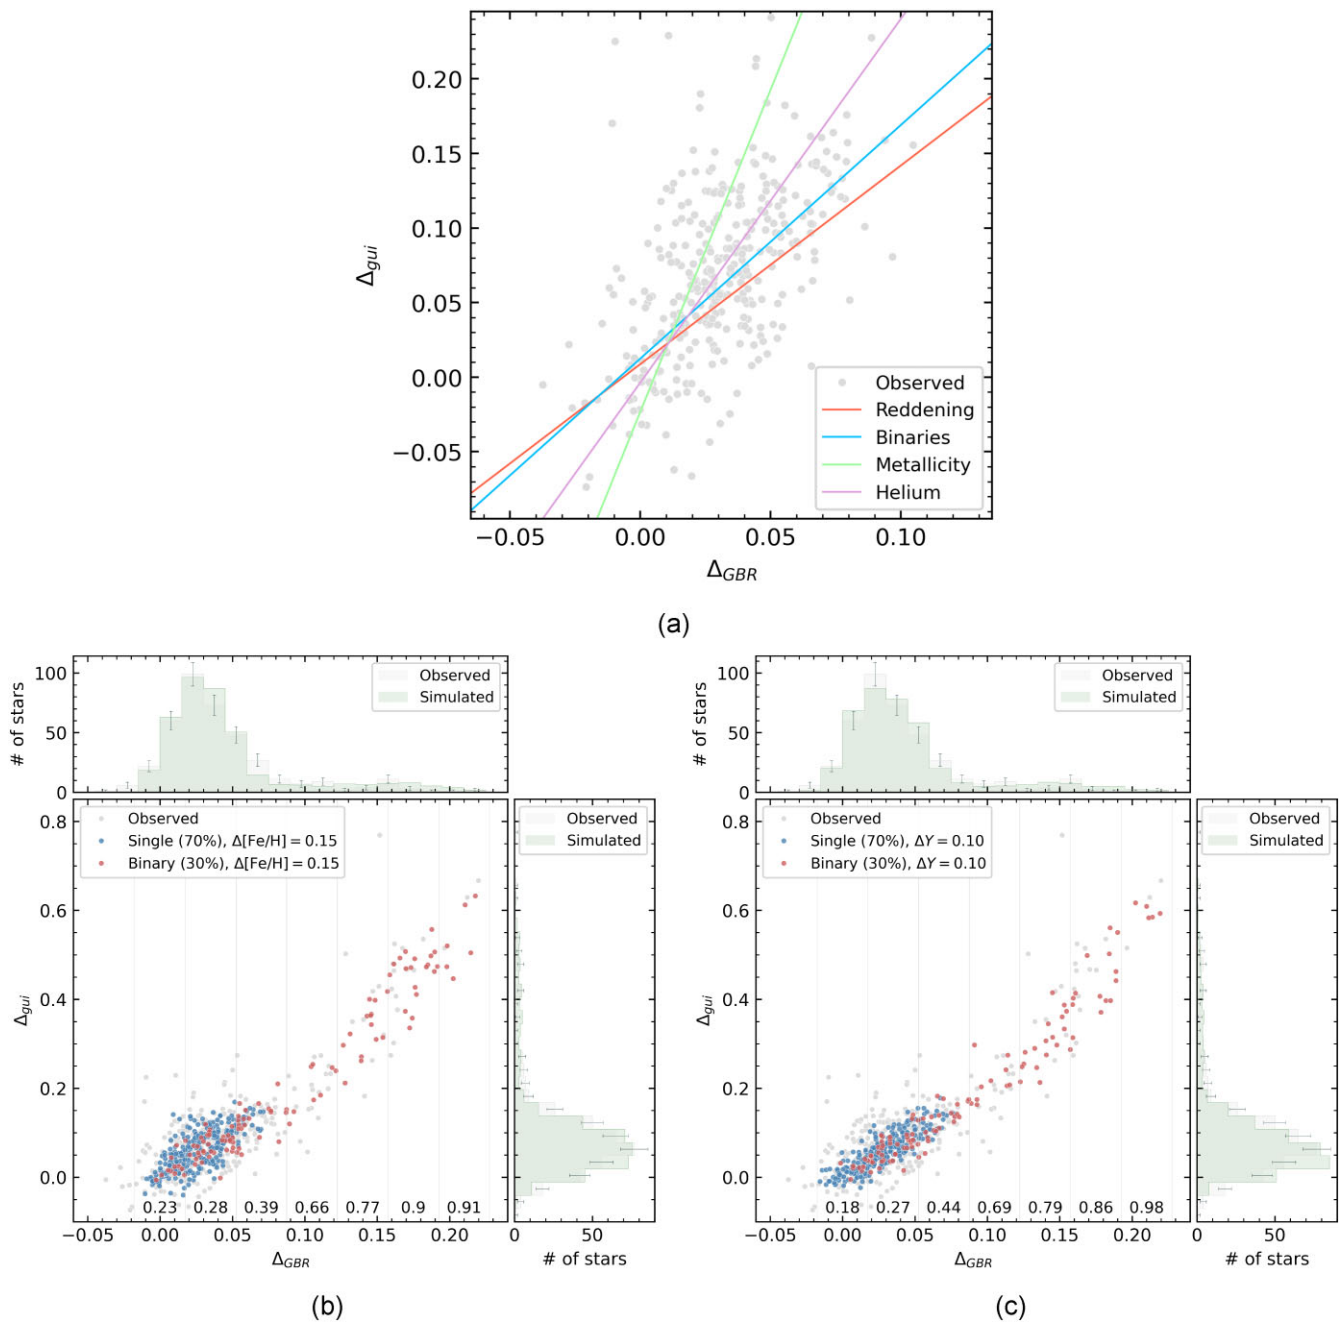 0.20
0.15
0.10
0.05
0.00
−0.05
Δgui
Observed
Reddening
Binaries
Metallicity
Helium
−0.05 0.00 0.05 0.10
ΔGBR
(a)
100
50
0
# of stars
Observed
Simulated
0.8
0.6
0.4
0.2
0.0
Δgui
Observed
Single (70%), Δ[Fe/H] = 0.15
Binary (30%), Δ[Fe/H] = 0.15
0.23 0.28 0.39 0.66 0.77 0.9 0.91
−0.05 0.00 0.05 0.10 0.15 0.20
ΔGBR
Observed
Simulated
0 50
# of stars
(b)
100
50
0
# of stars
Observed
Simulated
0.8
0.6
0.4
0.2
0.0
Δgui
Observed
Single (70%), ΔY = 0.10
Binary (30%), ΔY = 0.10
0.18 0.27 0.44 0.69 0.79 0.86 0.98
−0.05 0.00 0.05 0.10 0.15 0.20
ΔGBR
Observed
Simulated
0 50
# of stars
(c)